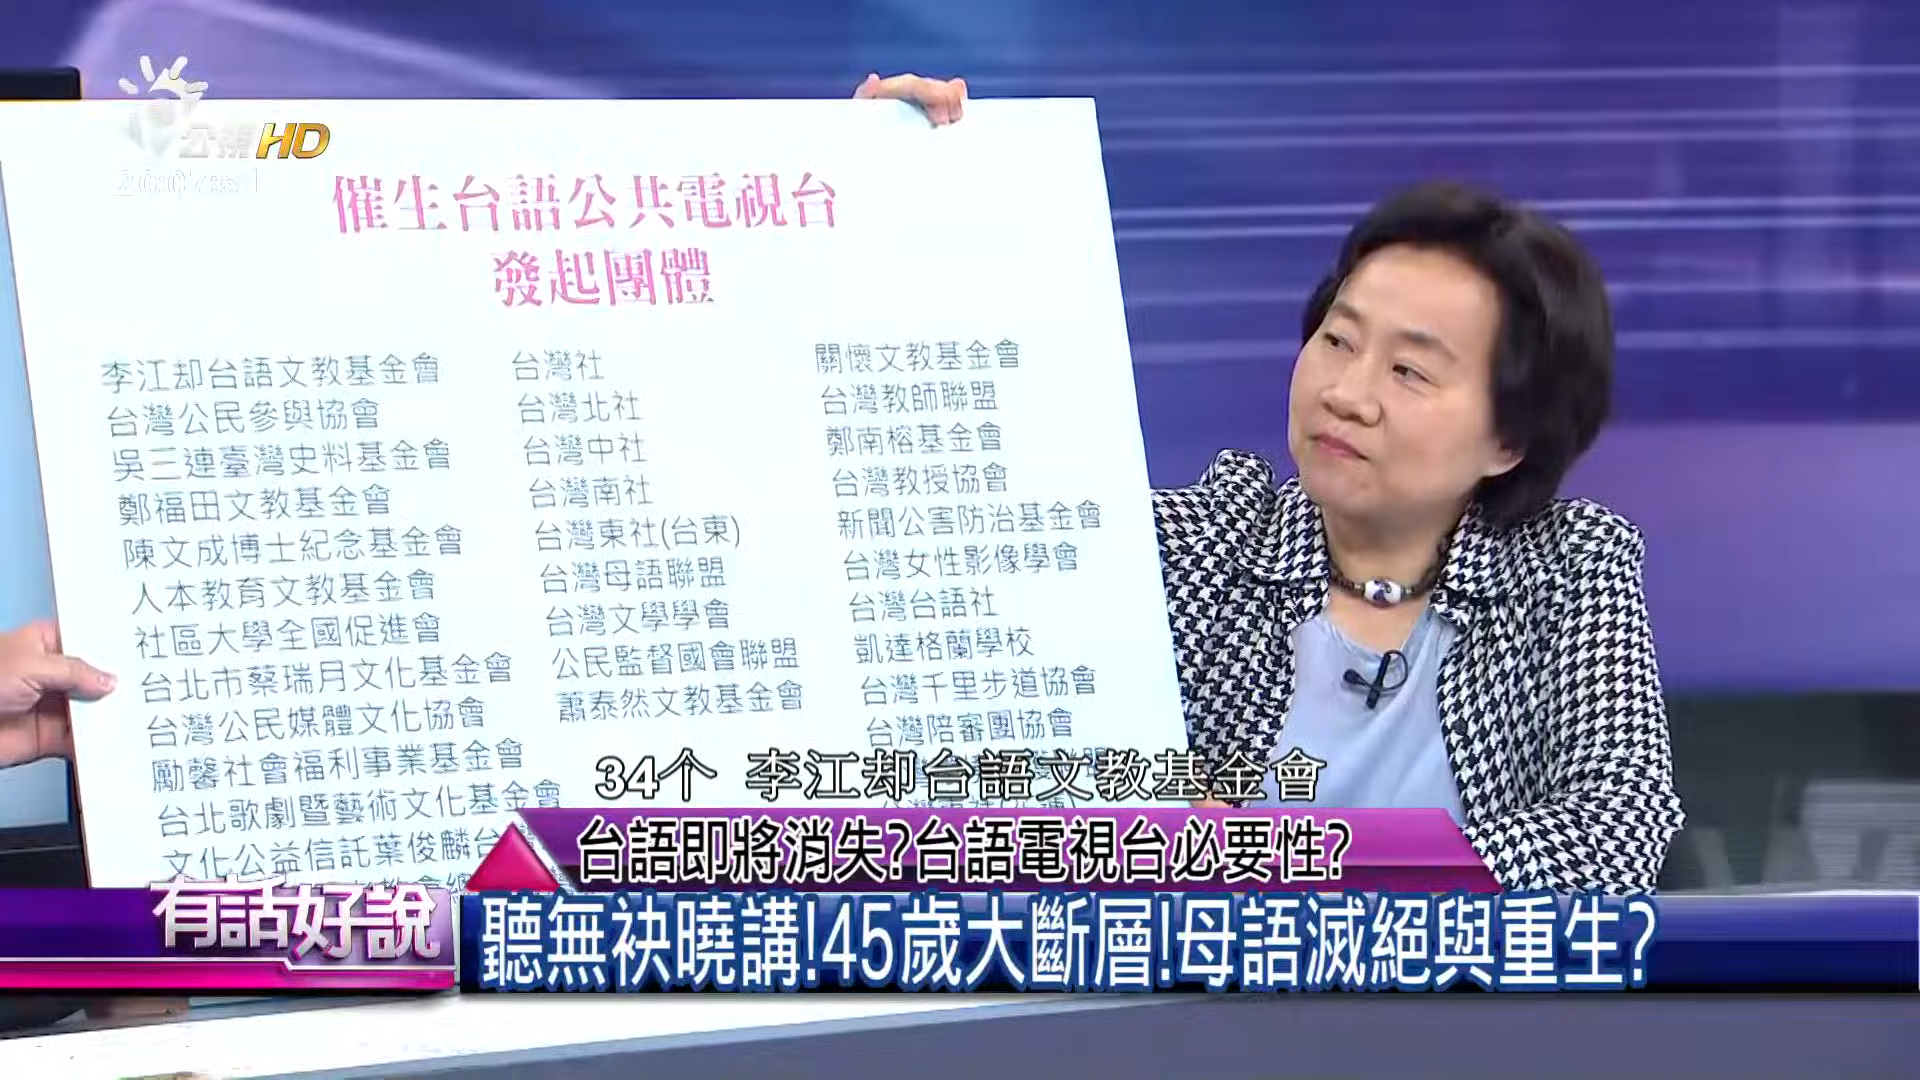 公視HD
催生台語公共電視台
發起團體
李江却台語文教基金會
台灣公民參與協會
吳三連臺灣史料基金會
鄭福田文教基金會
陳文成博士紀念基金會
人本教育文教基金會
社區大學全國促進會
台北市蔡瑞月文化基金會
台灣公民媒體文化協會
勵馨社會福利事業基金會
台北歌劇暨藝術文化基金會
文化公益信託葉俊麟台
台灣社
台灣北社
台灣中社
台灣南社
台灣東社(台東)
台灣母語聯盟
台灣文學學會
公民監督國會聯盟
蕭泰然文教基金會
關懷文教基金會
台灣教師聯盟
鄭南榕基金會
台灣教授協會
新聞公害防治基金會
台灣女性影像學會
台灣台語社
凱達格蘭學校
台灣千里步道協會
台灣陪審團協會
34个 李江却台語文教基金會
台語即將消失?台語電視台必要性?
有話好說
聽無袂曉講!45歲大斷層!母語滅絕與重生?